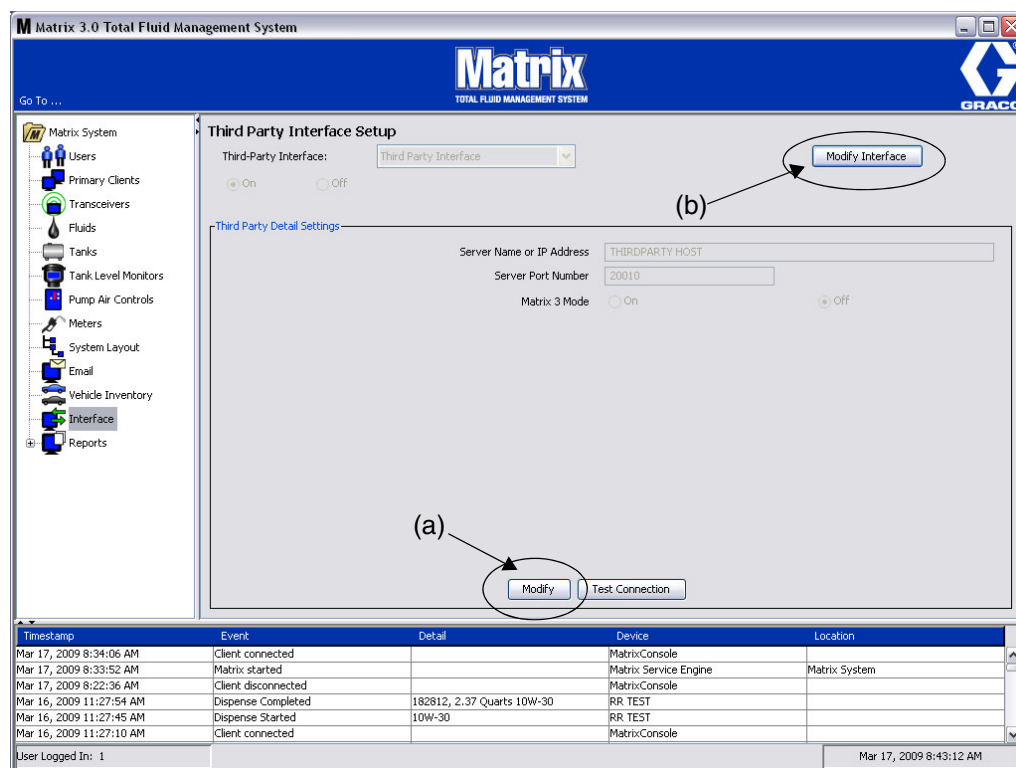 M Matrix 3.0 Total Fluid Management System
Matrix
TOTAL FLUID MANAGEMENT SYSTEM
Go To ...
GRACO
Matrix System
Users
Primary Clients
Transceivers
Fluids
Tanks
Tank Level Monitors
Pump Air Controls
Meters
System Layout
Email
Vehicle Inventory
Interface
Reports
Third Party Interface Setup
Third-Party Interface: Third Party Interface
On Off
Modify Interface
(b)
Third Party Detail Settings
Server Name or IP Address THIRDPARTY HOST
Server Port Number 20010
Matrix 3 Mode On Off
(a)
Modify Test Connection
Timestamp Event Detail Device Location
Mar 17, 2009 8:34:06 AM Client connected MatrixConsole
Mar 17, 2009 8:33:52 AM Matrix started Matrix Service Engine Matrix System
Mar 17, 2009 8:22:36 AM Client disconnected MatrixConsole
Mar 16, 2009 11:27:54 AM Dispense Completed 182812, 2.37 Quarts 10W-30 RR TEST
Mar 16, 2009 11:27:45 AM Dispense Started 10W-30 RR TEST
Mar 16, 2009 11:27:10 AM Client connected MatrixConsole
User Logged In: 1 Mar 17, 2009 8:43:12 AM